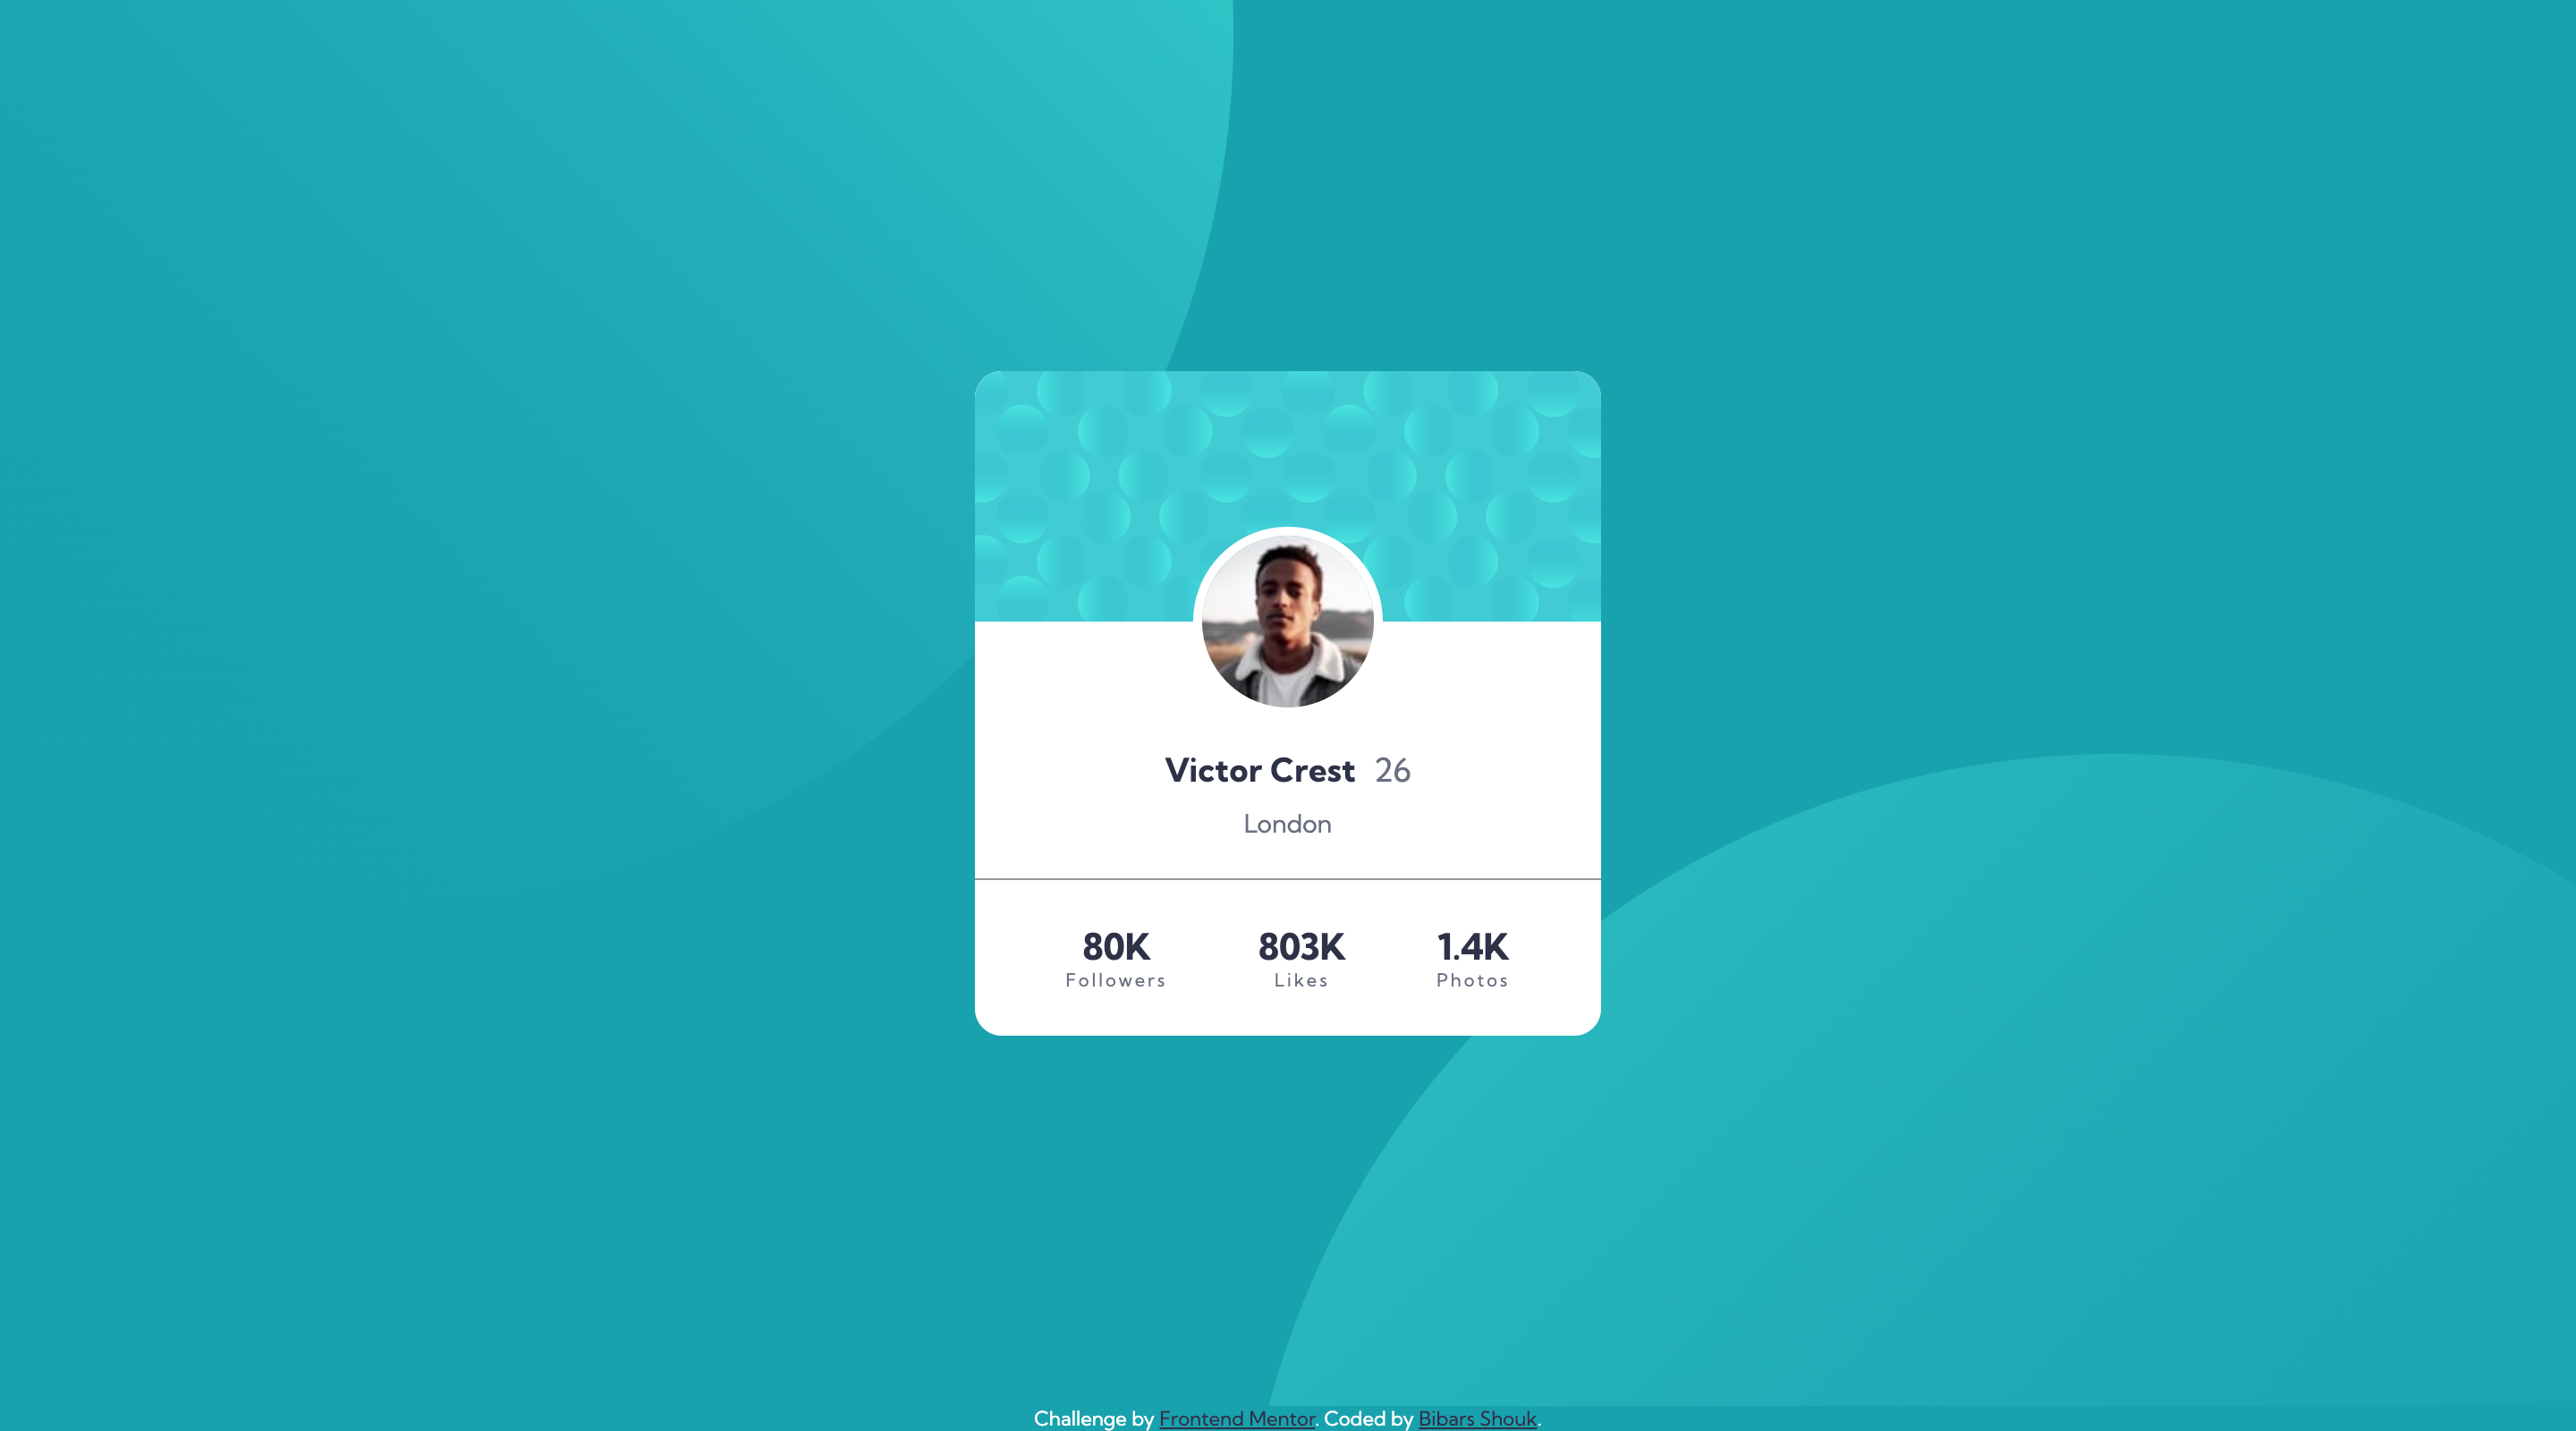 Victor Crest 26
London
80K 803K 1.4K
Followers Likes Photos
Challenge by Frontend Mentor. Coded by Bibars Shouk.